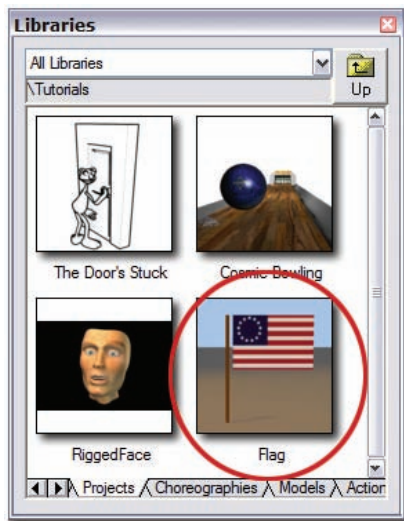 Libraries
All Libraries
\Tutorials
Up
The Door's Stuck
Cosmic Bowling
RiggedFace
Flag
Projects Choreographies Models Action